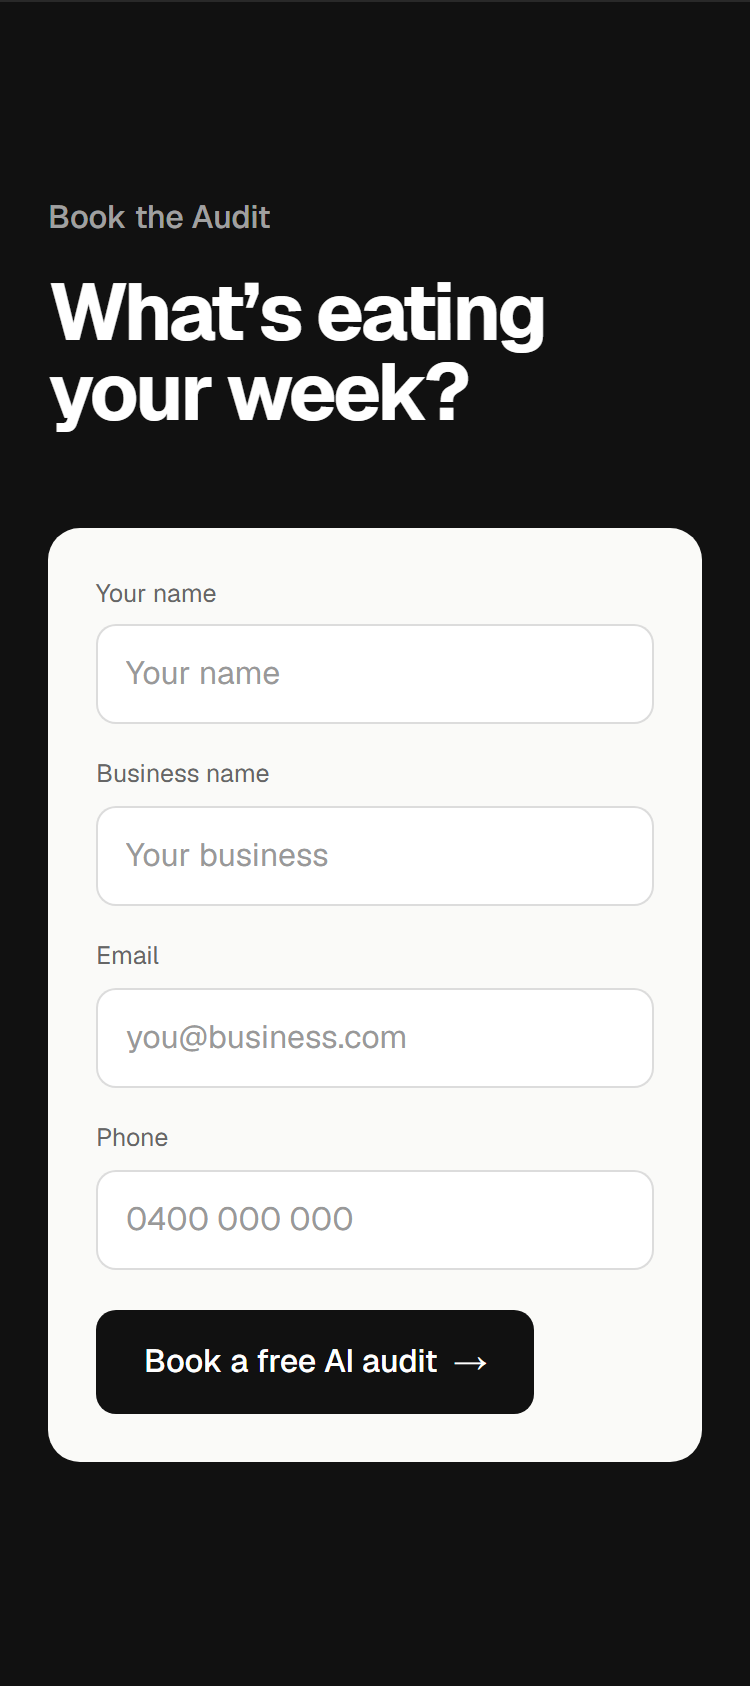 Book the Audit
What’s eating
your week?
Your name
Your name
Business name
Your business
Email
you@business.com
Phone
0400 000 000
Book a free AI audit →